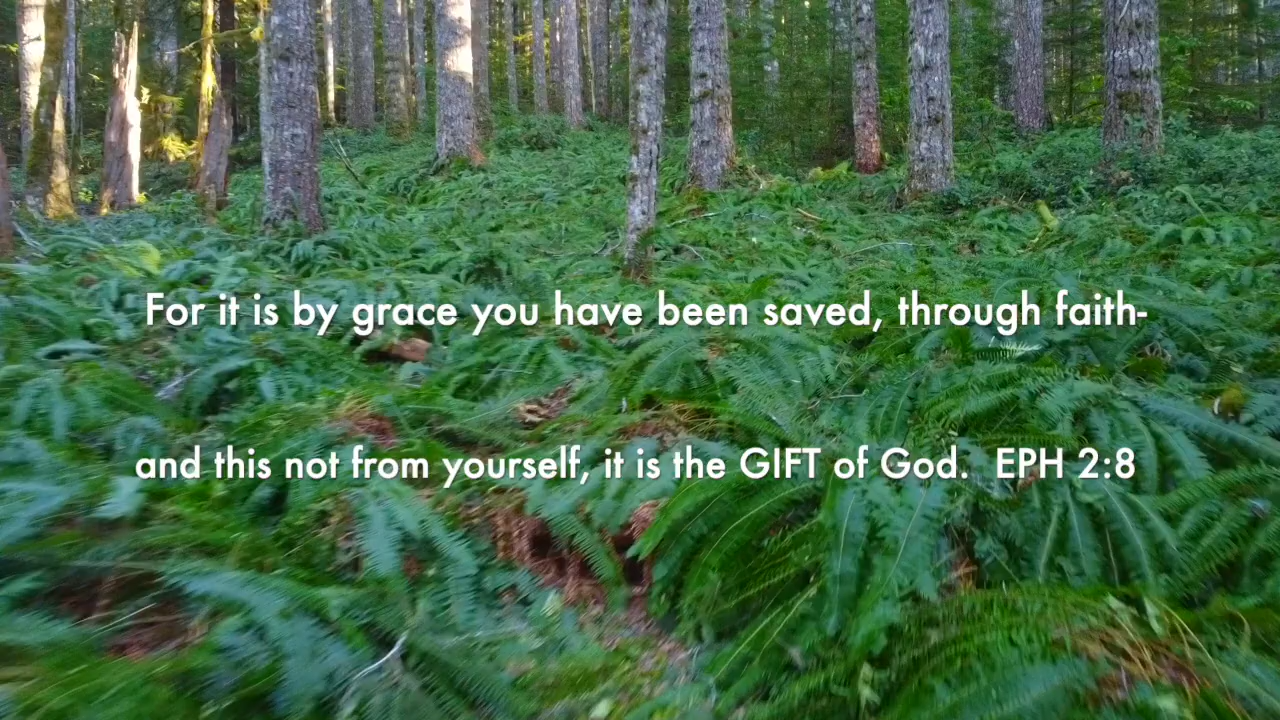 For it is by grace you have been saved, through faith-
and this not from yourself, it is the GIFT of God.  EPH 2:8